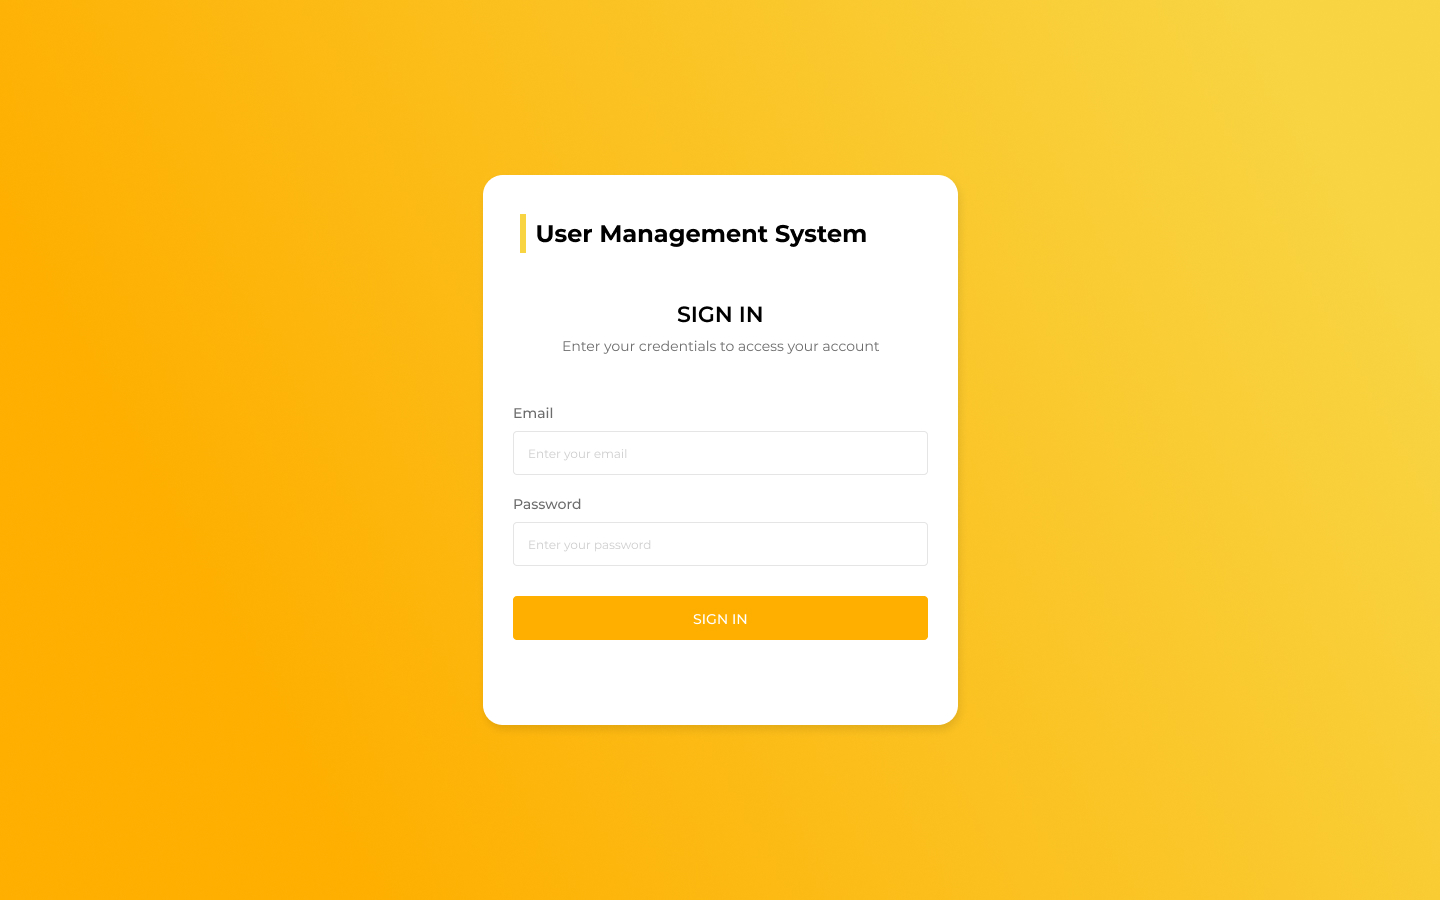 User Management System
SIGN IN
Enter your credentials to access your account
Email
Enter your email
Password
Enter your password
SIGN IN